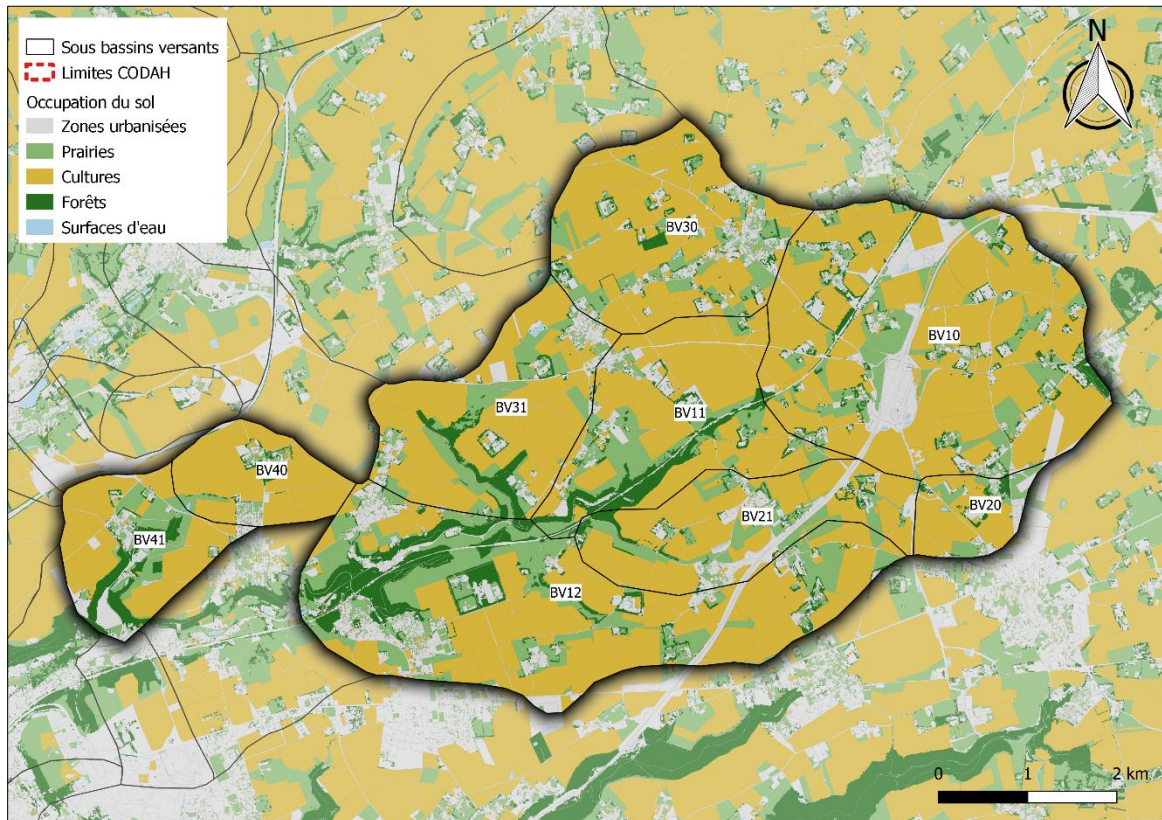 Sous bassins versants
Limites CODAH
Occupation du sol
Zones urbanisées
Prairies
Cultures
Forêts
Surfaces d'eau
N
BV30
BV10
BV31
BV11
BV40
BV20
BV21
BV41
BV12
0 1 2 km